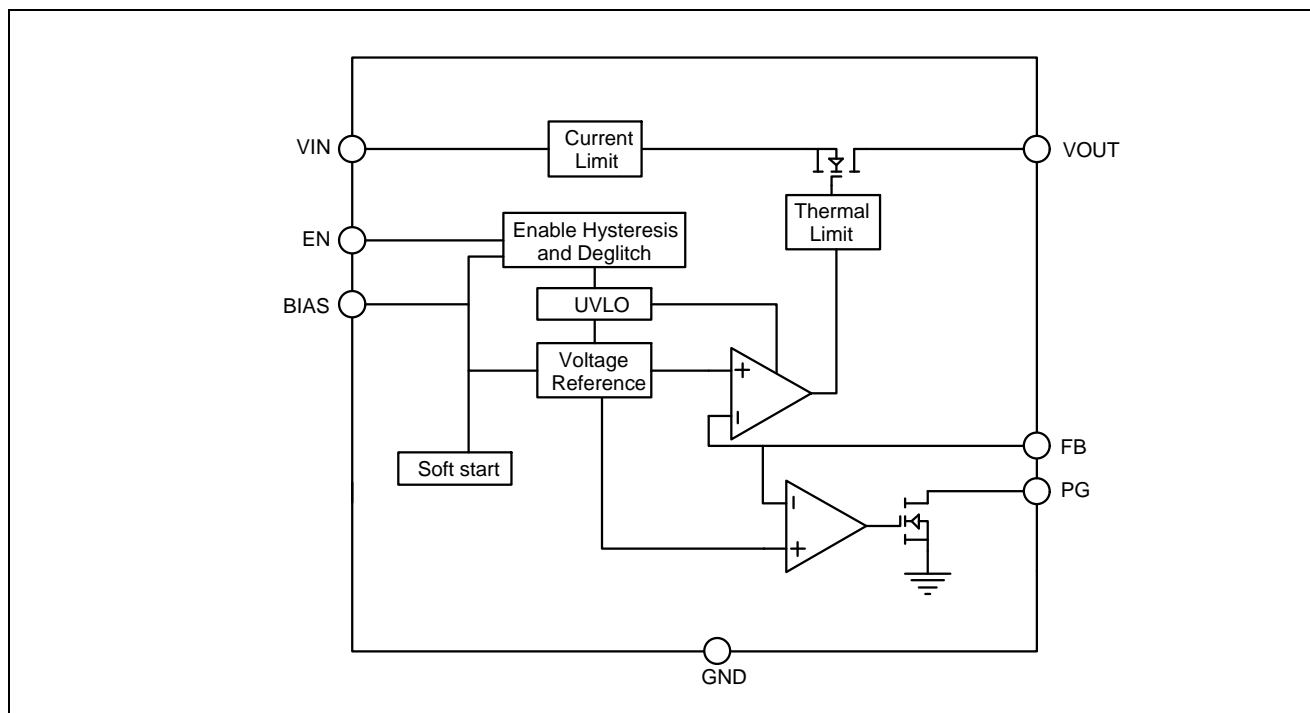 VIN
Current
Limit
VOUT
Thermal
Limit
EN
Enable Hysteresis
and Deglitch
BIAS
UVLO
Voltage
Reference
+
-
FB
Soft start
PG
-
+
GND